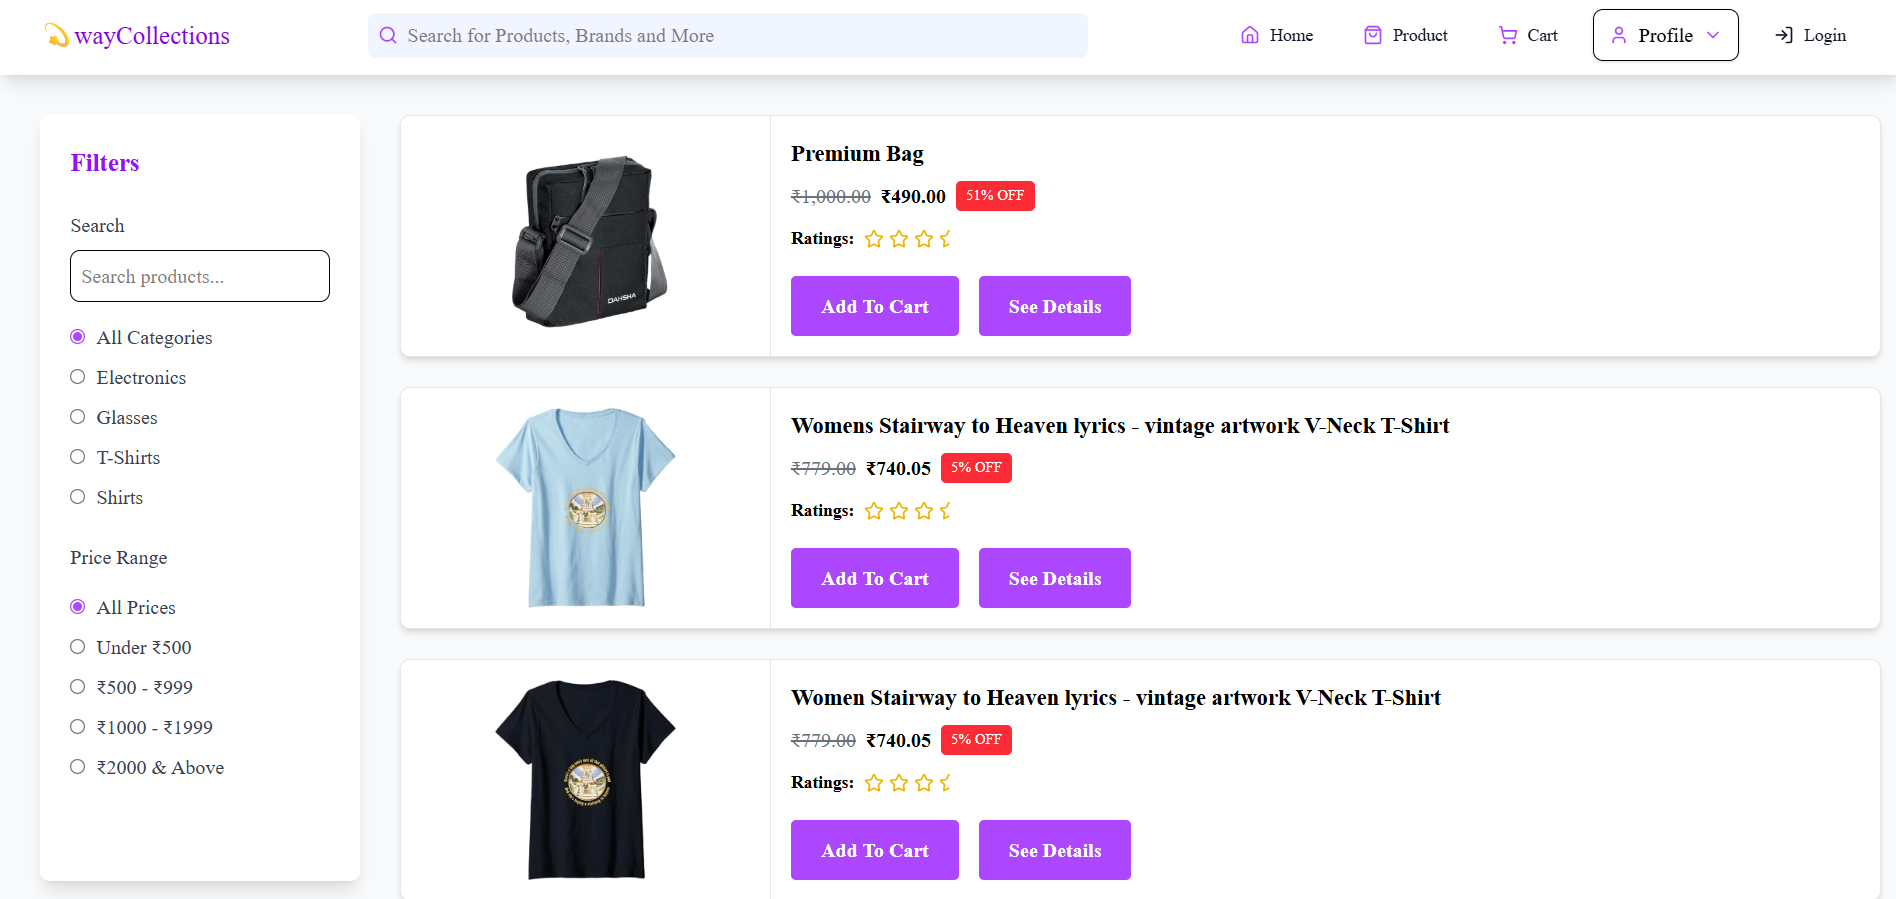 wayCollections
Search for Products, Brands and More
Home
Product
Cart
Profile
Login
Filters
Search
Search products...
All Categories
Electronics
Glasses
T-Shirts
Shirts
Price Range
All Prices
Under ₹500
₹500 - ₹999
₹1000 - ₹1999
₹2000 & Above
DAHSHA
Premium Bag
₹1,000.00 ₹490.00 51% OFF
Ratings:
Add To Cart See Details
Womens Stairway to Heaven lyrics - vintage artwork V-Neck T-Shirt
₹779.00 ₹740.05 5% OFF
Ratings:
Add To Cart See Details
Women Stairway to Heaven lyrics - vintage artwork V-Neck T-Shirt
₹779.00 ₹740.05 5% OFF
Ratings:
Add To Cart See Details